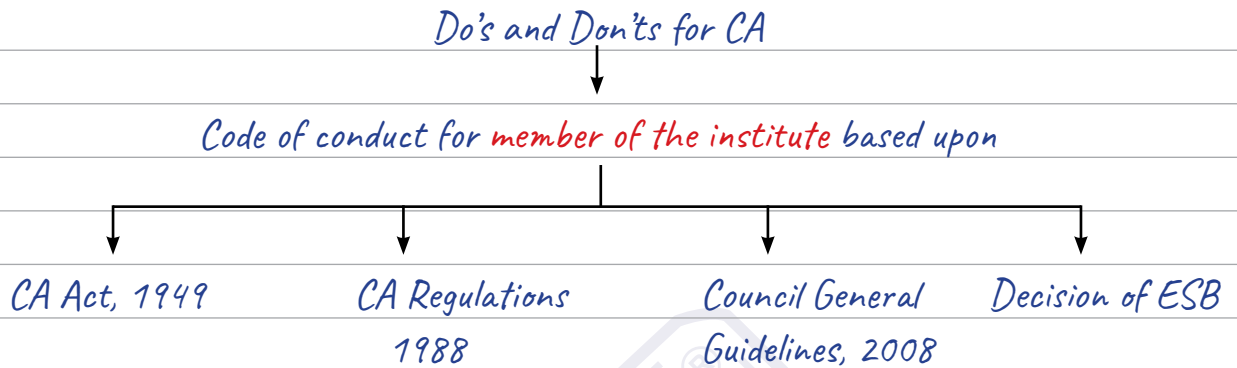 Do's and Don'ts for CA
Code of conduct for member of the institute based upon
CA Act, 1949 CA Regulations Council General Decision of ESB
1988 Guidelines, 2008